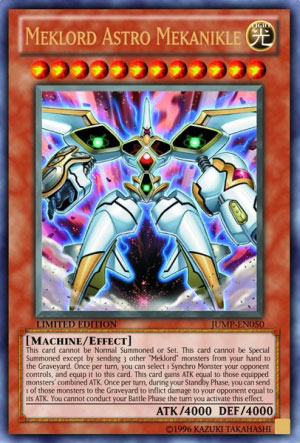 MEKLORD ASTRO MEKANIKLE
LIGHT
光
LIMITED EDITION JUMP-EN050
[MACHINE/EFFECT]
This card cannot be Normal Summoned or Set. This card cannot be Special
Summoned except by sending 3 other "Meklord" monsters from your hand to
the Graveyard. Once per turn, you can select 1 Synchro Monster your opponent
controls, and equip it to this card. This card gains ATK equal to those equipped
monsters' combined ATK. Once per turn, during your Standby Phase, you can send 1
of those monsters to the Graveyard to inflict damage to your opponent equal to
its ATK. You cannot conduct your Battle Phase the turn you activate this effect.
ATK/4000 DEF/4000
©1996 KAZUKI TAKAHASHI